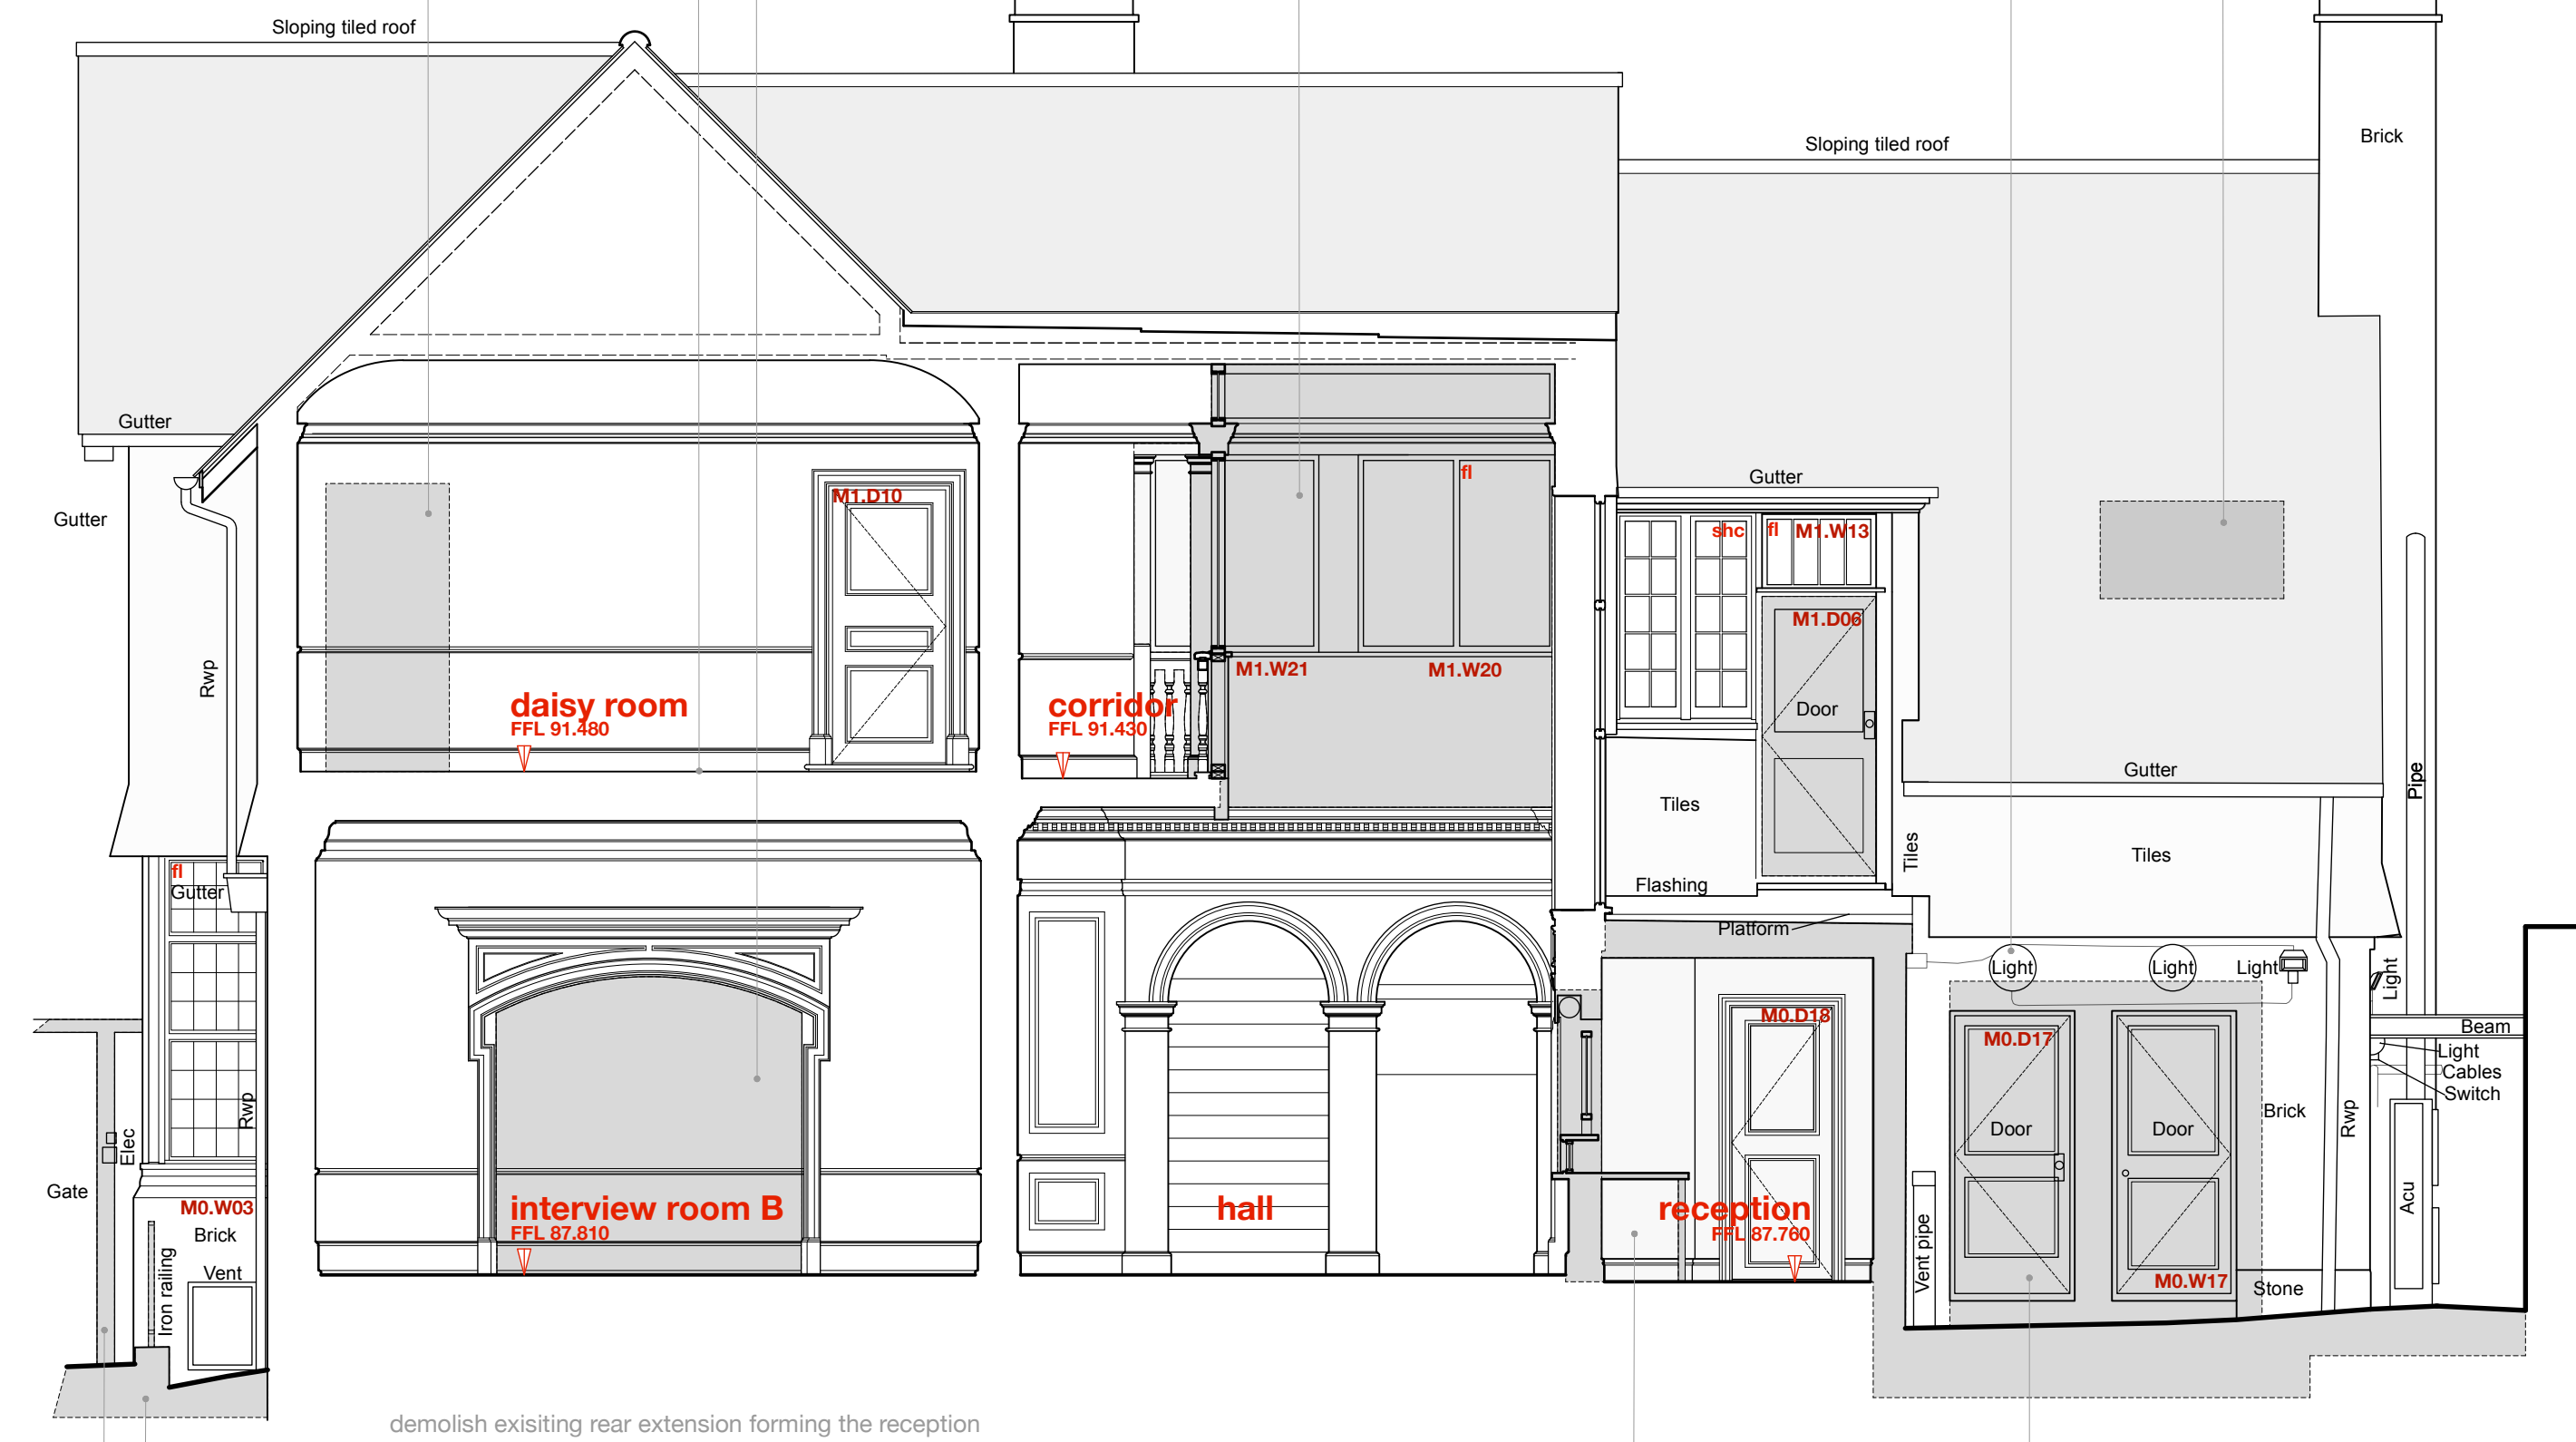 Sloping tiled roof
Brick
Sloping tiled roof
Gutter
Gutter
Gutter
M1.D10
fl
shc
fl
M1.W13
M1.D06
Rwp
M1.W21
M1.W20
daisy room
FFL 91.480
corridor
FFL 91.430
Door
Gutter
Pipe
Tiles
Tiles
Tiles
fl
Gutter
Flashing
Platform
Light
Light
Light
Light
M0.D18
M0.D17
Beam
Light
Cables
Switch
Rwp
Elec
Door
Door
Brick
Rwp
Gate
M0.W03
interview room B
FFL 87.810
hall
reception
FFL 87.760
Acu
Brick
Vent
Iron railing
Vent pipe
M0.W17
Stone
demolish exisiting rear extension forming the reception